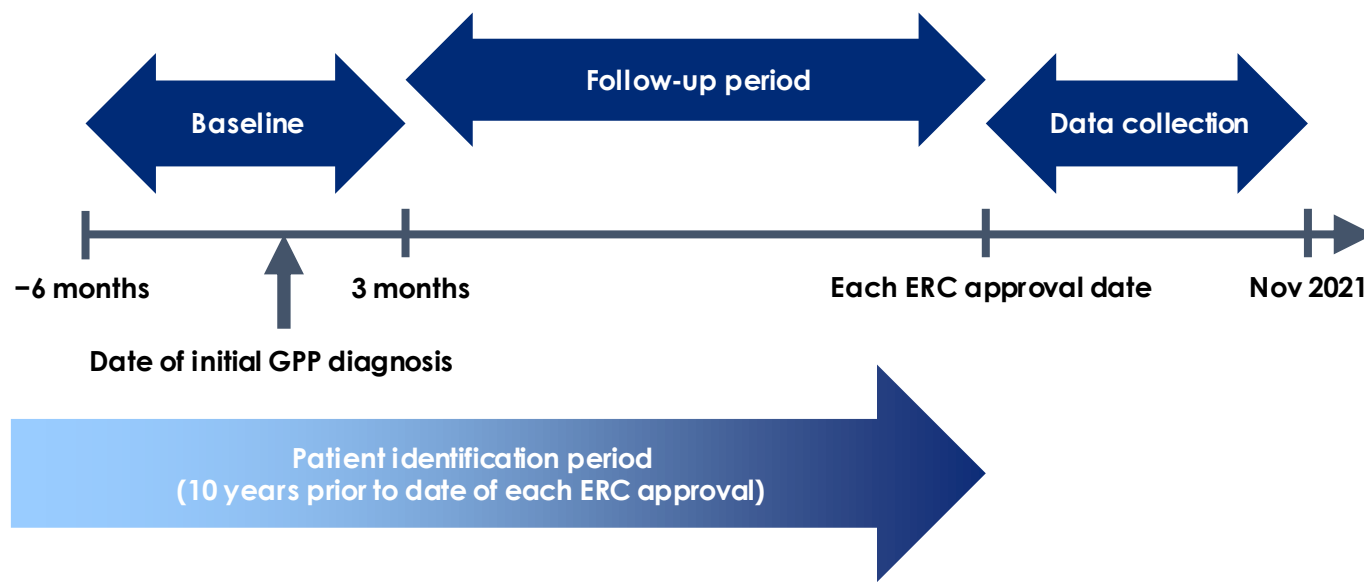 Follow-up period
Baseline
Data collection
−6 months
3 months
Each ERC approval date
Nov 2021
Date of initial GPP diagnosis
Patient identification period
(10 years prior to date of each ERC approval)